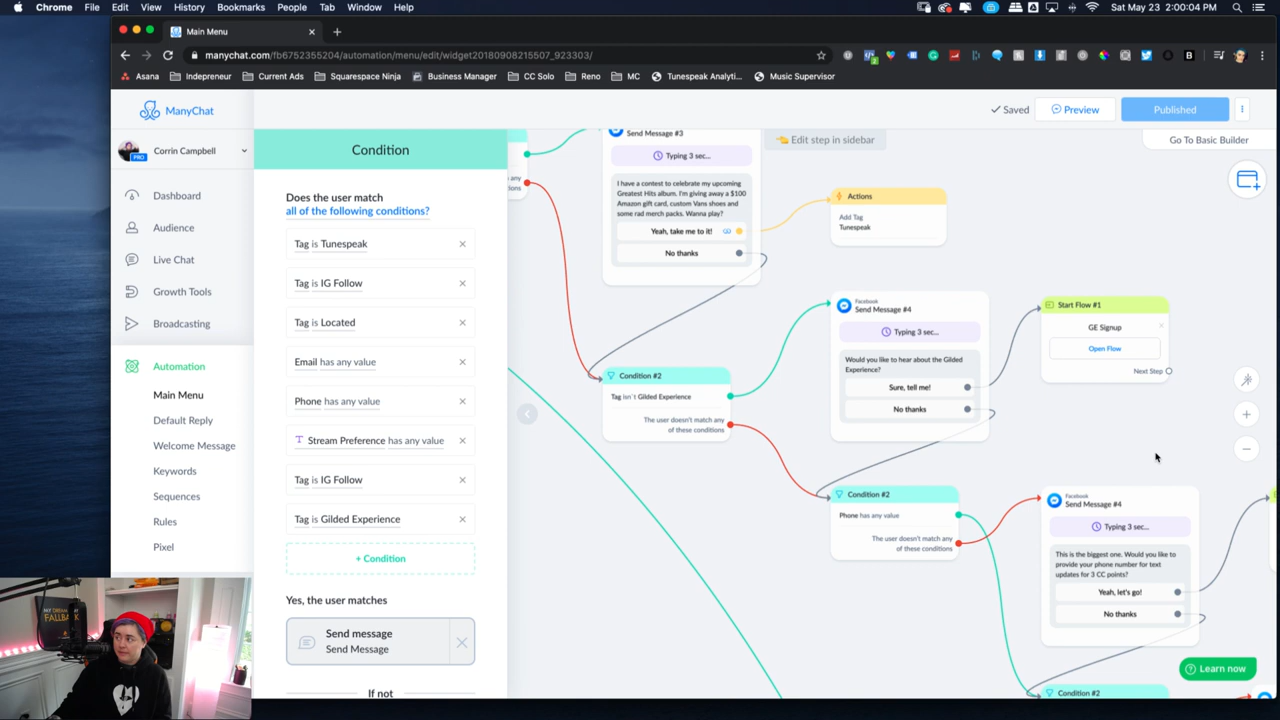 Chrome File Edit View History Bookmarks People Tab Window Help Sat May 23 2:00:04 PM
Main Menu
manychat.com/fb6752355204/automation/menu/edit/widget20180908215507_923303/
Asana Indepreneur Current Ads Squarespace Ninja Business Manager CC Solo Reno MC Tunespeak Analyti... Music Supervisor
ManyChat
Saved
Preview
Published
Corrin Campbell
PRO
Dashboard
Audience
Live Chat
Growth Tools
Broadcasting
Automation
Main Menu
Default Reply
Welcome Message
Keywords
Sequences
Rules
Pixel
Condition
Does the user match
all of the following conditions?
Tag is Tunespeak
Tag is IG Follow
Tag is Located
Email has any value
Phone has any value
Stream Preference has any value
Tag is IG Follow
Tag is Gilded Experience
+ Condition
Yes, the user matches
Send message
Send Message
If not
Edit step in sidebar
Go To Basic Builder
any
ions
Send Message #3
Typing 3 sec...
I have a contest to celebrate my upcoming
Greatest Hits album. I'm giving away a $100
Amazon gift card, custom Vans shoes and
some rad merch packs. Wanna play?
Yeah, take me to it!
No thanks
Actions
Add Tag
Tunespeak
Facebook
Send Message #4
Typing 3 sec...
Would you like to hear about the Gilded
Experience?
Sure, tell me!
No thanks
Start Flow #1
GE Signup
Open Flow
Next Step
Condition #2
Tag isn't Gilded Experience
The user doesn't match any
of these conditions
Condition #2
Phone has any value
The user doesn't match any
of these conditions
Facebook
Send Message #4
Typing 3 sec...
This is the biggest one. Would you like to
provide your phone number for text
updates for 3 CC points?
Yeah, let's go!
No thanks
Condition #2
Learn now
MY DREAM
FALLBACK